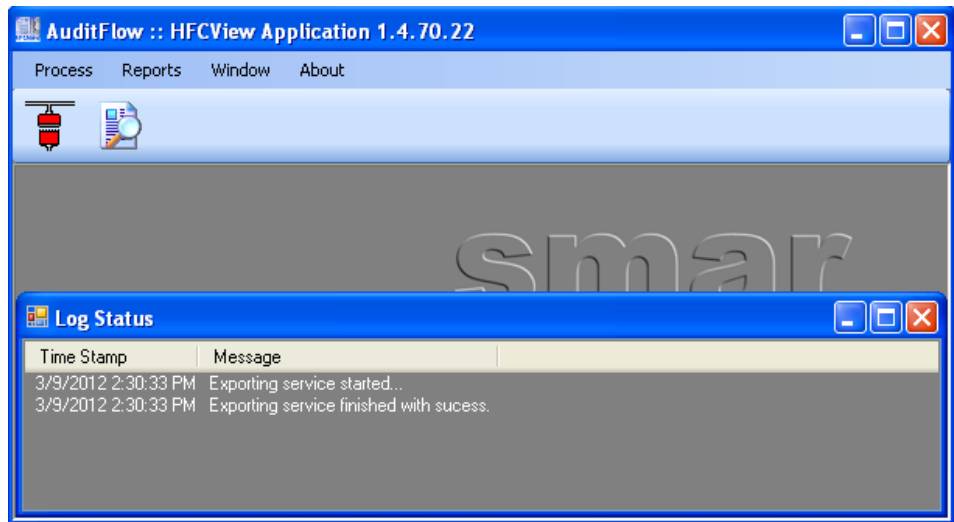 AuditFlow :: HFCView Application 1.4.70.22
Process Reports Window About
smar
Log Status
Time Stamp Message
3/9/2012 2:30:33 PM Exporting service started...
3/9/2012 2:30:33 PM Exporting service finished with sucess.